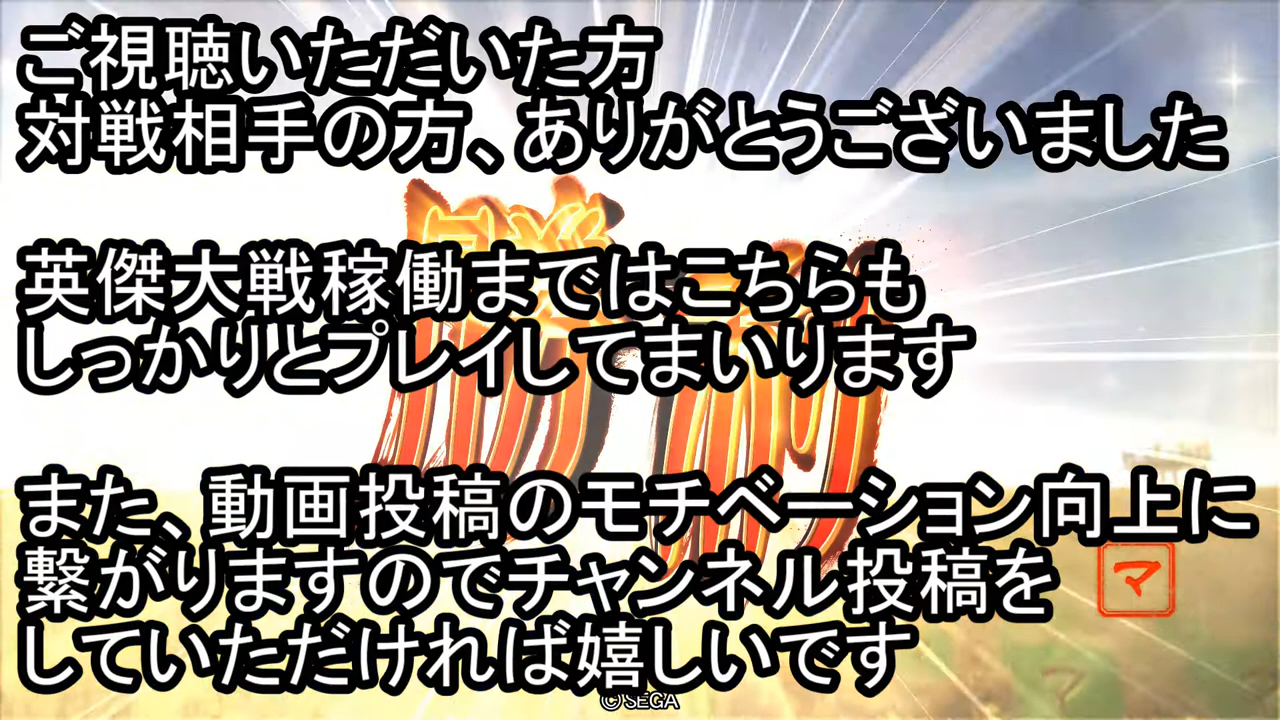 ご視聴いただいた方
対戦相手の方、ありがとうございました
英傑大戦稼働まではこちらも
しっかりとプレイしてまいります
また、動画投稿のモチベーション向上に
繋がりますのでチャンネル投稿を
マ
していただければ嬉しいです
©SEGA